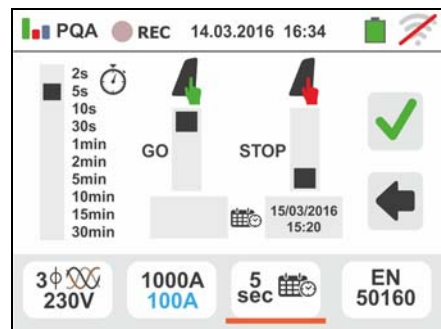 PQA REC 14.03.2016 16:34
2s
5s
10s
30s
1min
2min
5min
10min
15min
30min
GO
STOP
15/03/2016
15:20
3ϕ
230V
1000A
100A
5
sec
EN
50160